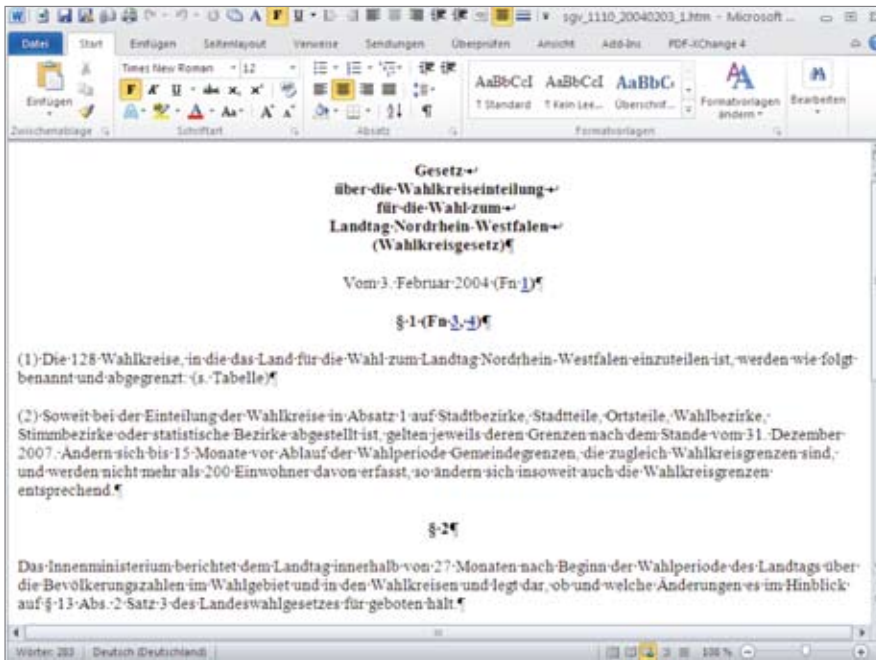 sgv_1110_20040203_1.htm - Microsoft ...
Datei Start Einfügen Seitenlayout Verweise Sendungen Überprüfen Ansicht Add-Ins PDF-XChange 4
Times New Roman 12
AaBbCcI AaBbCcI AaBbC
Einfügen
¶ Standard ¶ Kein Lee... Überschrif...
Formatvorlagen ändern
Bearbeiten
Zwischenablage Schriftart Absatz Formatvorlagen
Gesetz
über die Wahlkreiseinteilung
für die Wahl zum
Landtag Nordrhein-Westfalen
(Wahlkreisgesetz)¶
Vom 3. Februar 2004 (Fn 1)¶
§ 1 (Fn 3, 4)¶
(1) Die 128 Wahlkreise, in die das Land für die Wahl zum Landtag Nordrhein-Westfalen einzuteilen ist, werden wie folgt
benannt und abgegrenzt: (s. Tabelle)¶
(2) Soweit bei der Einteilung der Wahlkreise in Absatz 1 auf Stadtbezirke, Stadtteile, Ortsteile, Wahlbezirke,
Stimmbezirke oder statistische Bezirke abgestellt ist, gelten jeweils deren Grenzen nach dem Stande vom 31. Dezember
2007. Ändern sich bis 15 Monate vor Ablauf der Wahlperiode Gemeindegrenzen, die zugleich Wahlkreisgrenzen sind,
und werden nicht mehr als 200 Einwohner davon erfasst, so ändern sich insoweit auch die Wahlkreisgrenzen
entsprechend.¶
§ 2¶
Das Innenministerium berichtet dem Landtag innerhalb von 27 Monaten nach Beginn der Wahlperiode des Landtags über
die Bevölkerungszahlen im Wahlgebiet und in den Wahlkreisen und legt dar, ob und welche Änderungen es im Hinblick
auf § 13 Abs. 2 Satz 3 des Landeswahlgesetzes für geboten hält.¶
Wörter: 283 Deutsch (Deutschland) 100 %